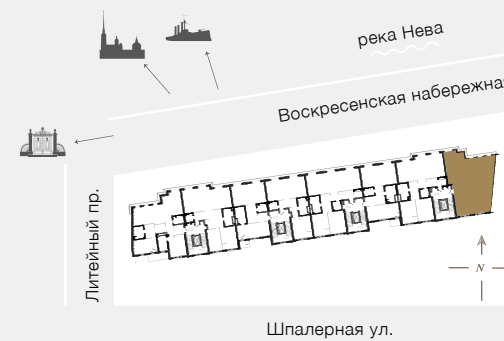 река Нева
Воскресенская набережна
Литейный пр.
N
Шпалерная ул.